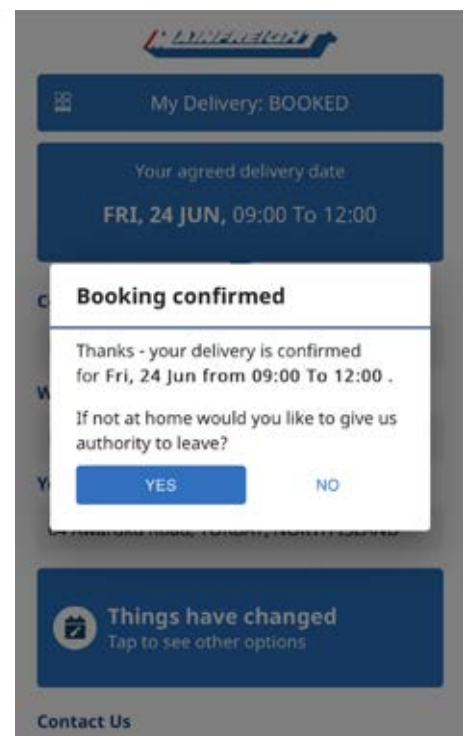 MAINFREIGHT
My Delivery: BOOKED
Your agreed delivery date
FRI, 24 JUN, 09:00 To 12:00
Booking confirmed
Thanks - your delivery is confirmed
for Fri, 24 Jun from 09:00 To 12:00 .
If not at home would you like to give us
authority to leave?
YES
NO
Things have changed
Tap to see other options
Contact Us